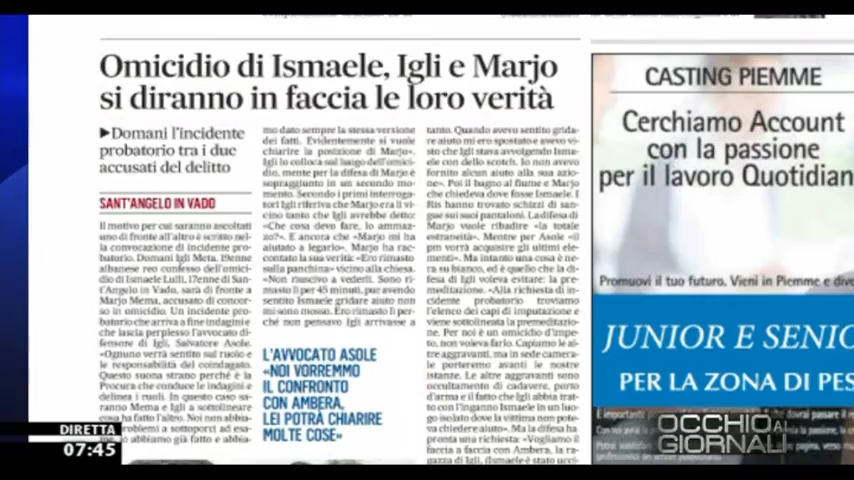 Omicidio di Ismaele, Igli e Marjo
si diranno in faccia le loro verità
▶Domani l'incidente
probatorio tra i due
accusati del delitto
SANT'ANGELO IN VADO
Il motivo per cui saranno ascoltati
uno di fronte all'altro è scritto nel-
la convocazione di incidente pro-
batorio. Domani Igli Meta, 19enne
albanese reo confesso dell'omicidi-
o di Ismaele Lulli, 17enne di San-
t'Angelo in Vado, sarà di fronte a
Marjo Mema, accusato di concor-
so in omicidio. Un incidente pro-
batorio che arriva a fine indagini e
che lascia perplesso l'avvocato di-
fensore di Igli, Salvatore Asole.
«Ognuno verrà sentito sul ruolo e
le responsabilità del coindagato.
Questo suona strano perché è la
Procura che conduce le indagini e
delinea i ruoli. In questo caso sa-
ranno Mema e Igli a sottolineare
cosa ha fatto l'altro. Noi non abbia-
problemi a sottoporci ad esa-
abbiamo già fatto e abbia-
mo dato sempre la stessa versione
dei fatti. Evidentemente si vuole
chiarire la posizione di Marjo».
Igli lo colloca sul luogo dell'omici-
dio, mente per la difesa di Marjo è
sopraggiunto in un secondo mo-
mento. Secondo i primi interroga-
tori Igli riferiva che Marjo era lì vi-
cino tanto che Igli avrebbe detto:
«Che cosa devo fare, lo ammaz-
zo?». E ancora che «Marjo mi ha
aiutato a legarlo». Marjo ha rac-
contato la sua verità: «Ero rimasto
sulla panchina» vicino alla chiesa.
«Non riuscivo a vederli. Sono ri-
masto lì per 45 minuti, pur avendo
sentito Ismaele gridare aiuto non
mi sono mosso. Ero rimasto lì per-
ché non pensavo Igli arrivasse a
L'AVVOCATO ASOLE
«NOI VORREMMO
IL CONFRONTO
CON AMBERA,
LEI POTRÀ CHIARIRE
MOLTE COSE»
tanto. Quando avevo sentito grida-
re aiuto mi ero spostato e avevo vi-
sto che Igli stava avvolgendo Isma-
ele con dello scotch. Io non avevo
fornito alcun aiuto alla sua azio-
ne». Poi il bagno al fiume e Marjo
che chiedeva dove fosse Ismaele. I
Ris hanno trovato schizzi di san-
gue sui suoi pantaloni. La difesa di
Marjo vuole ribadire «la totale
estraneità». Mentre per Asole «il
pm vorrà acquisire gli ultimi ele-
menti». Ma intanto una cosa è ne-
ra su bianco, ed è quello che la di-
fesa di Igli voleva evitare: la pre-
meditazione. «Alla richiesta di in-
cidente probatorio troviamo
l'elenco dei capi di imputazione e
viene sottolineata la premeditazio-
ne. Per noi è un omicidio d'impe-
to, non voleva farlo. Capiamo le al-
tre aggravanti, ma in sede camera-
le porteremo avanti le nostre
istanze. Le altre aggravanti sono
occultamento di cadavere, porto
d'arma e il fatto che Igli abbia trat-
to con l'inganno Ismaele in un luo-
go isolato dove la vittima non pote-
va chiedere aiuto». Ma la difesa ha
pronta una richiesta: «Vogliamo il
faccia a faccia con Ambera, la ra-
gazza di Igli, (Ismaele è stato ucci-
CASTING PIEMME
Cerchiamo Account
con la passione
per il lavoro Quotidian
Promuovi il tuo futuro. Vieni in Piemme e dive
JUNIOR E SENIO
PER LA ZONA DI PES
OCCHIO AI
GIORNALI
DIRETTA
07:45